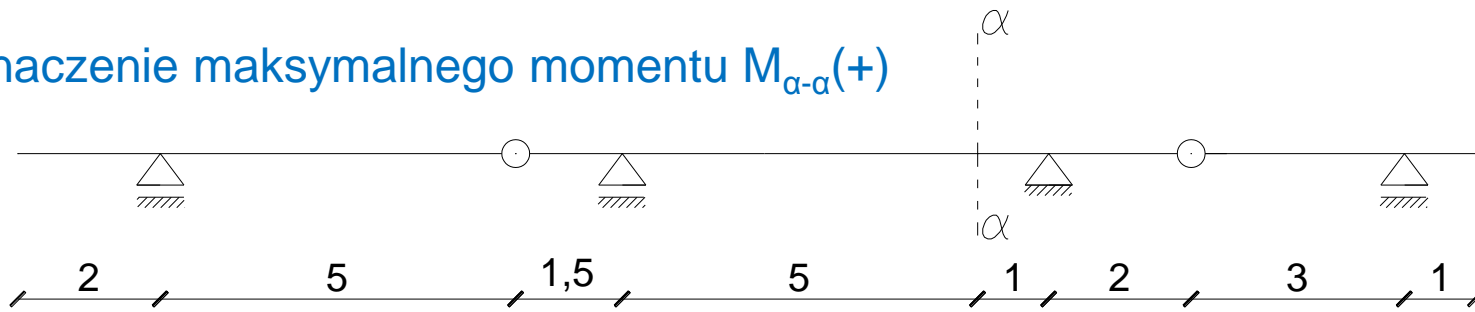 α
naczenie maksymalnego momentu Mα-α(+)
α
2 5 1,5 5 1 2 3 1